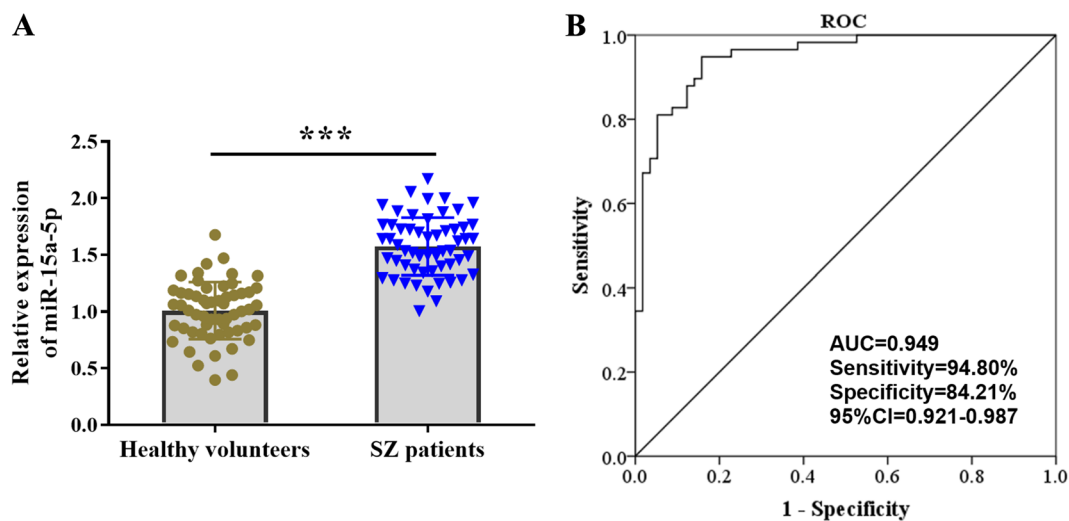 A
Relative expression
of miR-15a-5p
2.5
2.0
1.5
1.0
0.5
0.0
***
Healthy volunteers
SZ patients
B
ROC
Sensitivity
1.0
0.8
0.6
0.4
0.2
0.0
AUC=0.949
Sensitivity=94.80%
Specificity=84.21%
95%CI=0.921-0.987
0.0
0.2
0.4
0.6
0.8
1.0
1 - Specificity